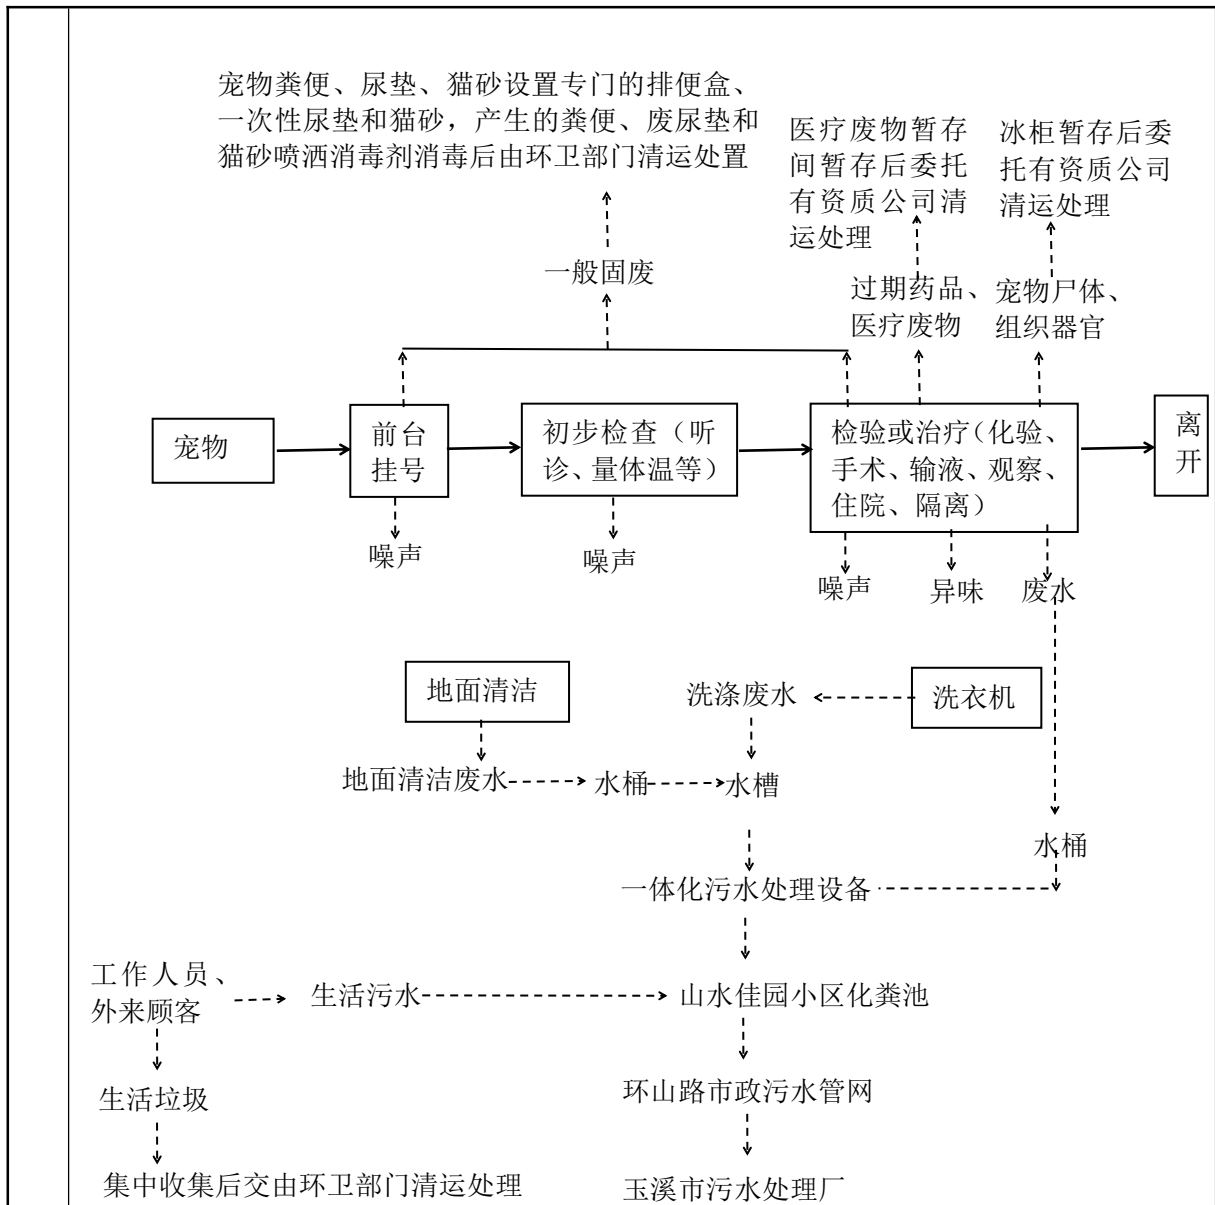 宠物粪便、尿垫、猫砂设置专门的排便盒、
一次性尿垫和猫砂，产生的粪便、废尿垫和
猫砂喷洒消毒剂消毒后由环卫部门清运处置
医疗废物暂存
间暂存后委托
有资质公司清
运处理
冰柜暂存后委
托有资质公司
清运处理
一般固废
过期药品、
医疗废物
宠物尸体、
组织器官
宠物
前台
挂号
初步检查（听
诊、量体温等）
检验或治疗（化验、
手术、输液、观察、
住院、隔离）
离
开
噪声
噪声
噪声
异味
废水
地面清洁
洗涤废水
洗衣机
地面清洁废水
水桶
水槽
水桶
一体化污水处理设备
工作人员、
外来顾客
生活污水
山水佳园小区化粪池
生活垃圾
环山路市政污水管网
集中收集后交由环卫部门清运处理
玉溪市污水处理厂